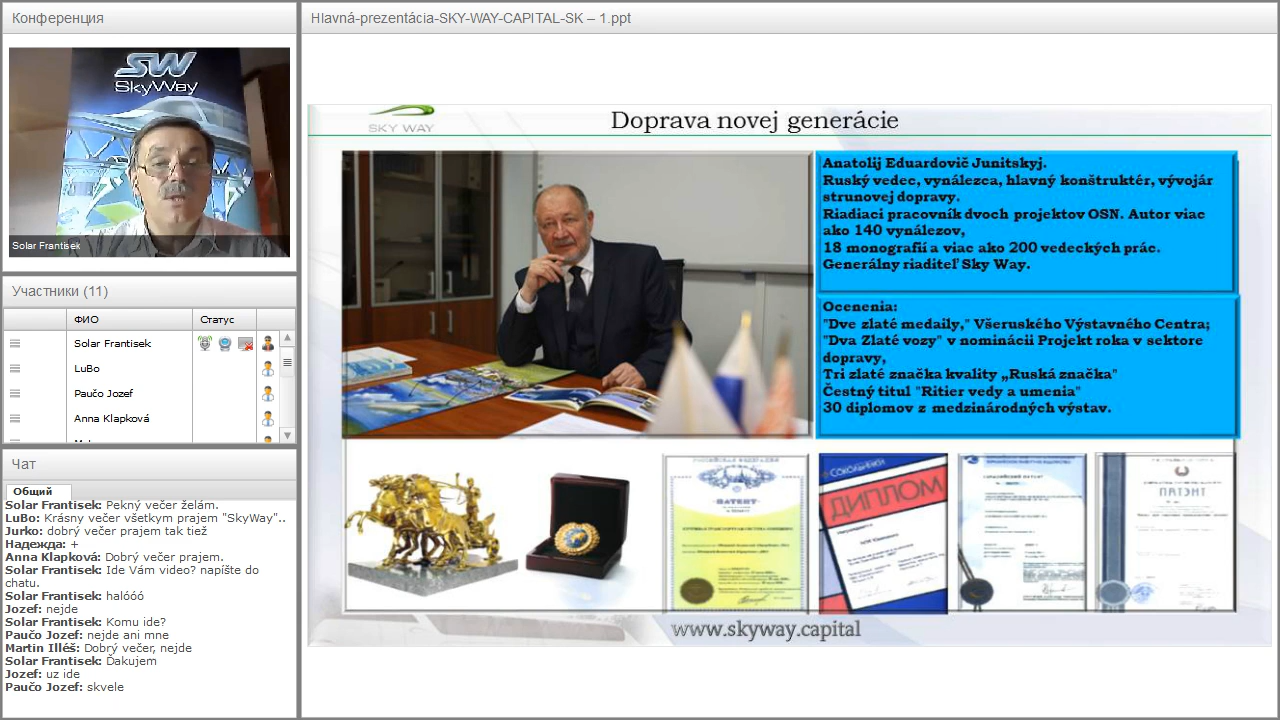 Конференция
SW
SkyWay
Solar Frantisek
Участники (11)
ФИО
Статус
Solar Frantisek
LuBo
Paučo Jozef
Anna Klapková
Чат
Общий
Solar Frantisek: Pekný večer želám.
LuBo: Krásny večer všetkym prajem "SkyWay".
Jurko: dobrý večer prajem tak tiež
Надежда: +
Anna Klapková: Dobrý večer prajem.
Solar Frantisek: Ide Vám video? napíšte do
chatu.
Solar Frantisek: halóóó
Jozef: nejde
Solar Frantisek: Komu ide?
Paučo Jozef: nejde ani mne
Martin Illéš: Dobrý večer, nejde
Solar Frantisek: Ďakujem
Jozef: uz ide
Paučo Jozef: skvele
Hlavná-prezentácia-SKY-WAY-CAPITAL-SK – 1.ppt
SKY WAY
Doprava novej generácie
Anatolij Eduardovič Junitskyj.
Ruský vedec, vynálezca, hlavný konštruktér, vývojár
strunovej dopravy.
Riadiaci pracovník dvoch projektov OSN. Autor viac
ako 140 vynálezov,
18 monografií a viac ako 200 vedeckých prác.
Generálny riaditeľ Sky Way.
Ocenenia:
"Dve zlaté medaily," Všeruského Výstavného Centra;
"Dva Zlaté vozy" v nominácii Projekt roka v sektore
dopravy,
Tri zlaté značka kvality „Ruská značka"
Čestný titul "Ritier vedy a umenia"
30 diplomov z medzinárodných výstav.
ПАТЕНТ
СОКОЛЬНИКИ
ДИПЛОМ
ПАТЭНТ
www.skyway.capital